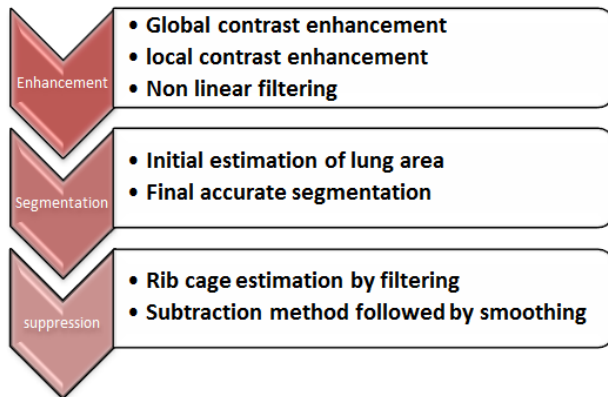 Enhancement
• Global contrast enhancement
• local contrast enhancement
• Non linear filtering
Segmentation
• Initial estimation of lung area
• Final accurate segmentation
suppression
• Rib cage estimation by filtering
• Subtraction method followed by smoothing